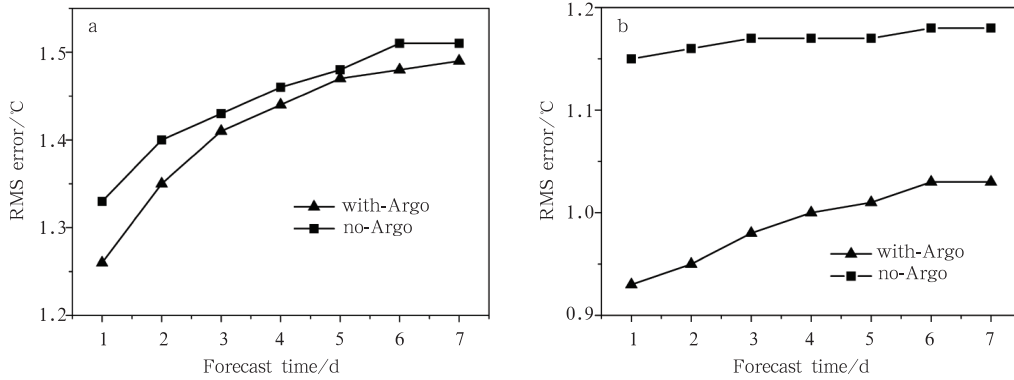 a
1.5
1.4
1.3
1.2
RMS error/℃
with-Argo
no-Argo
1 2 3 4 5 6 7
Forecast time/d
b
1.2
1.1
1.0
0.9
RMS error/℃
with-Argo
no-Argo
1 2 3 4 5 6 7
Forecast time/d